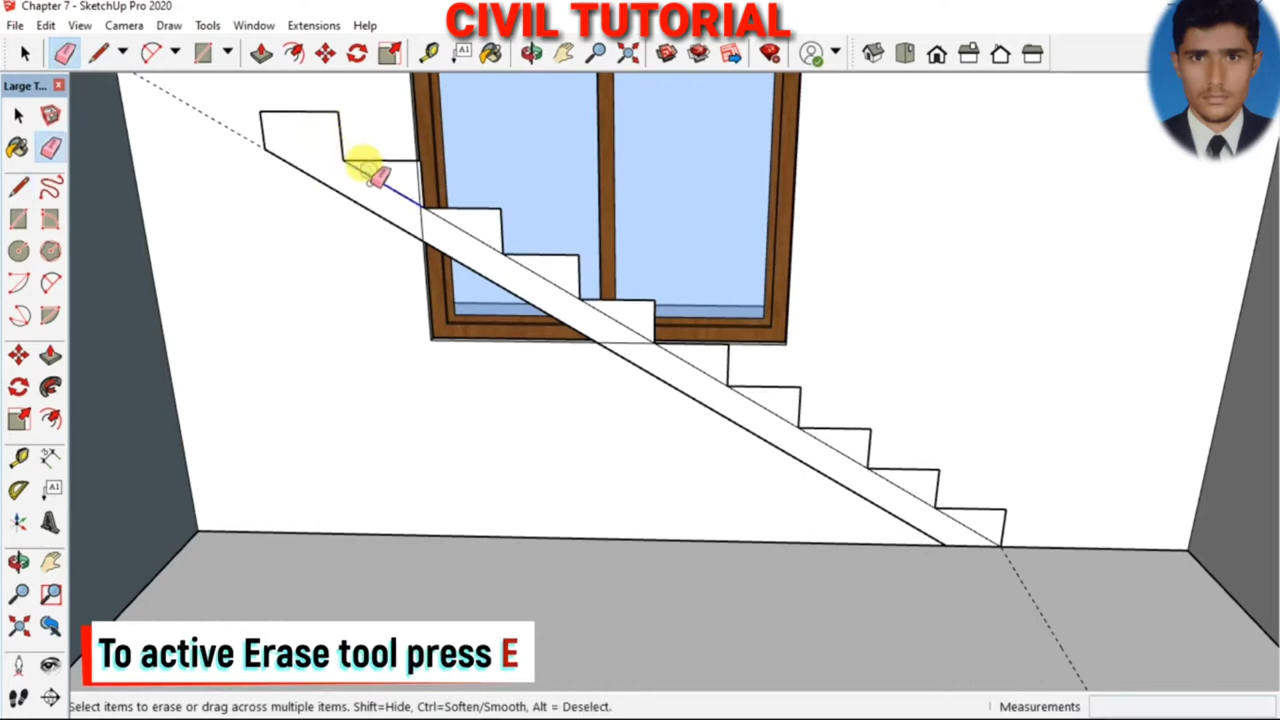 Chapter 7 - SketchUp Pro 2020
CIVIL TUTORIAL
File Edit View Camera Draw Tools Window Extensions Help
A1
Large T...
A1
To active Erase tool press E
Select items to erase or drag across multiple items. Shift=Hide, Ctrl=Soften/Smooth, Alt = Deselect.
Measurements